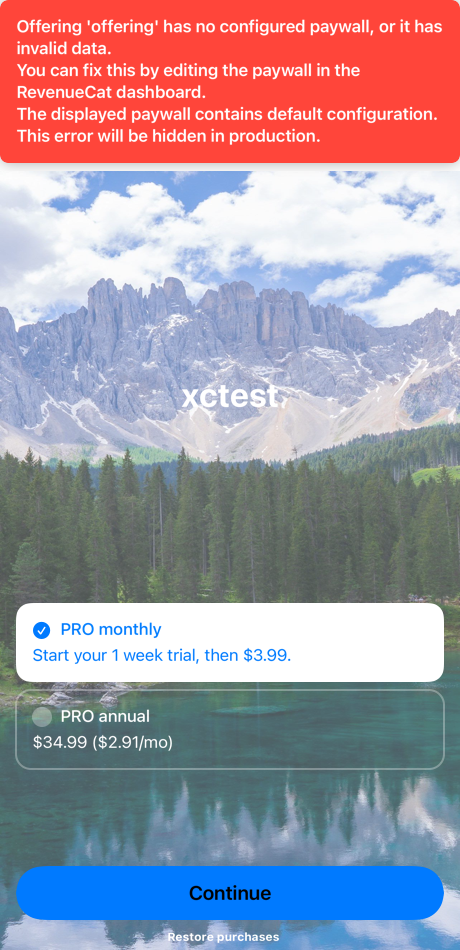 Offering 'offering' has no configured paywall, or it has
invalid data.
You can fix this by editing the paywall in the
RevenueCat dashboard.
The displayed paywall contains default configuration.
This error will be hidden in production.
xctest
PRO monthly
Start your 1 week trial, then $3.99.
PRO annual
$34.99 ($2.91/mo)
Continue
Restore purchases